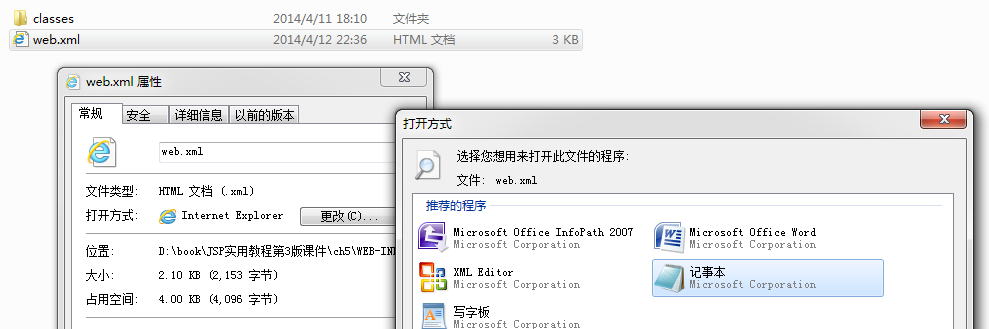 classes 2014/4/11 18:10 文件夹
web.xml 2014/4/12 22:36 HTML 文档 3 KB
web.xml 属性
常规 安全 详细信息 以前的版本
web.xml
文件类型: HTML 文档 (.xml)
打开方式: Internet Explorer 更改(C)...
位置: D:\book\JSP实用教程第3版课件\ch5\WEB-IN
大小: 2.10 KB (2,153 字节)
占用空间: 4.00 KB (4,096 字节)
打开方式
选择您想用来打开此文件的程序:
文件: web.xml
推荐的程序
Microsoft Office InfoPath 2007
Microsoft Corporation
Microsoft Office Word
Microsoft Corporation
XML Editor
Microsoft Corporation
记事本
Microsoft Corporation
写字板
Microsoft Corporation